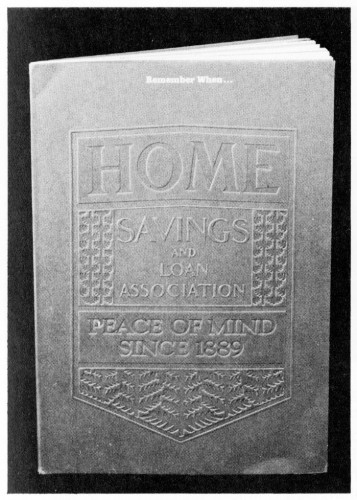 Remember When...
HOME
SAVINGS
AND
LOAN
ASSOCIATION
PEACE OF MIND
SINCE 1889